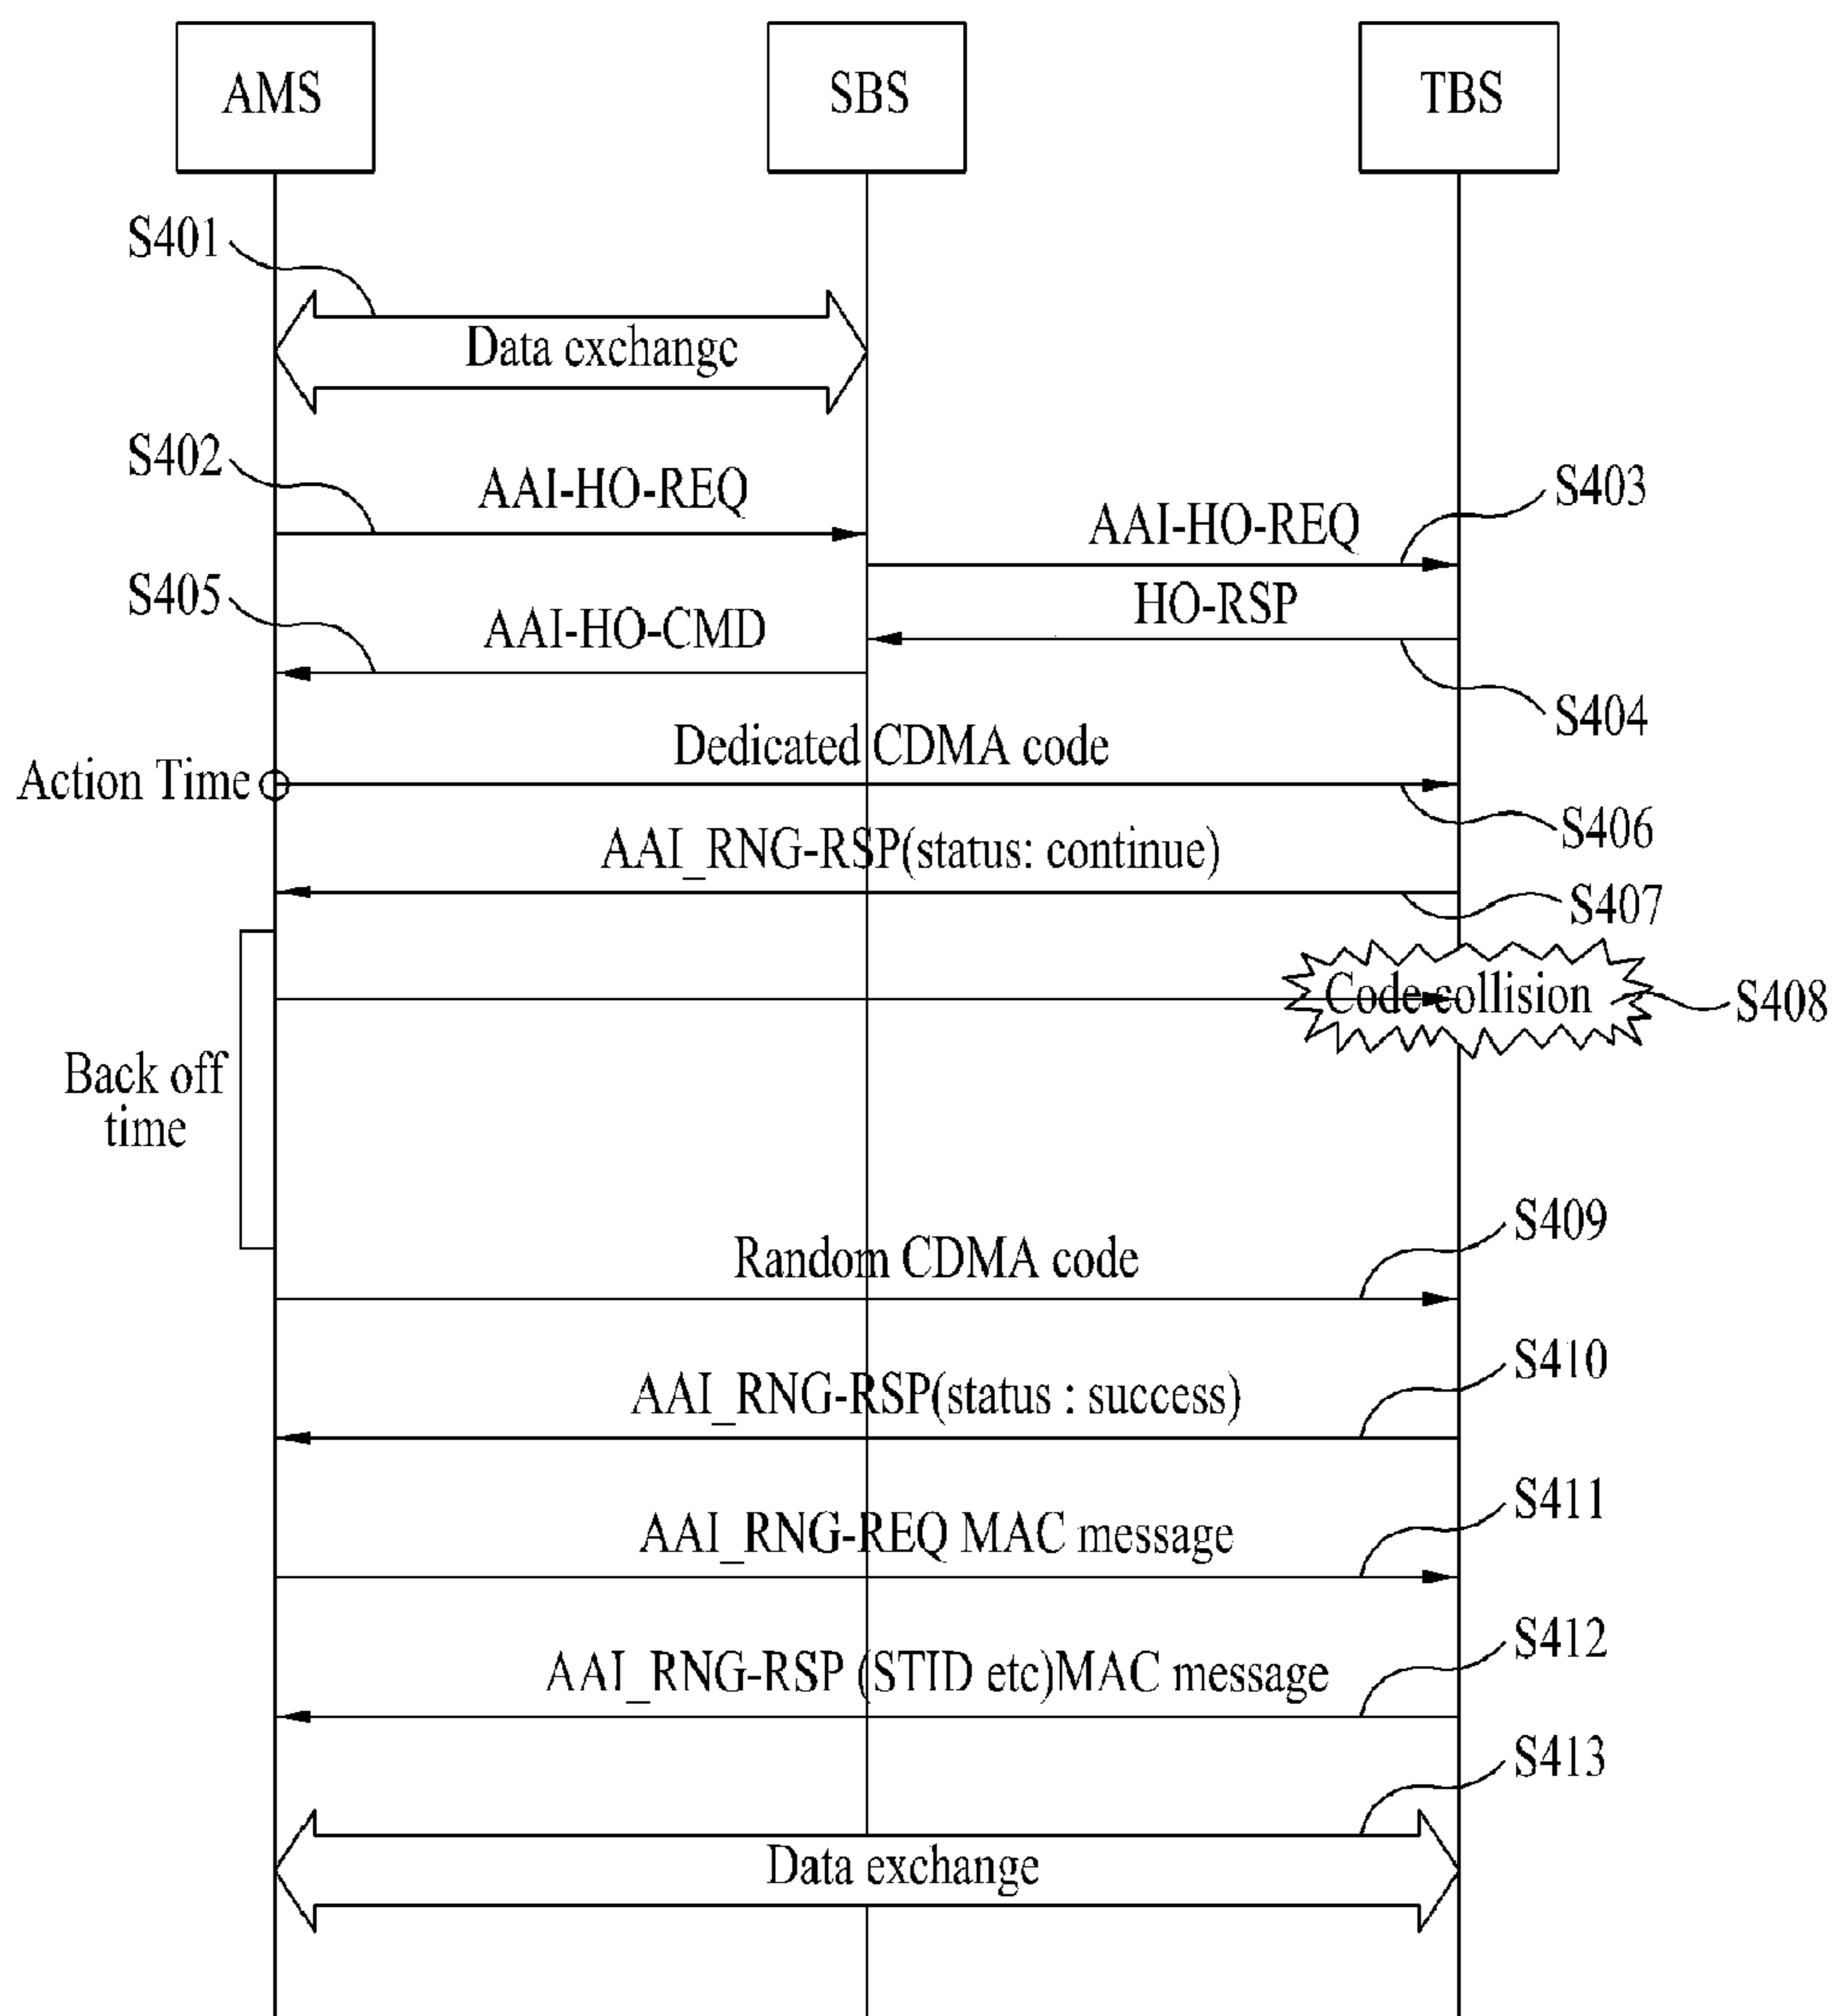 AMS
SBS
TBS
S401
Data exchange
S402
AAI-HO-REQ
S403
AAI-HO-REQ
S405
AAI-HO-CMD
HO-RSP
S404
Dedicated CDMA code
Action Time
S406
AAI_RNG-RSP(status: continue)
S407
Code collision
S408
Back off
time
S409
Random CDMA code
S410
AAI_RNG-RSP(status : success)
S411
AAI_RNG-REQ MAC message
S412
AAI_RNG-RSP (STID etc)MAC message
S413
Data exchange